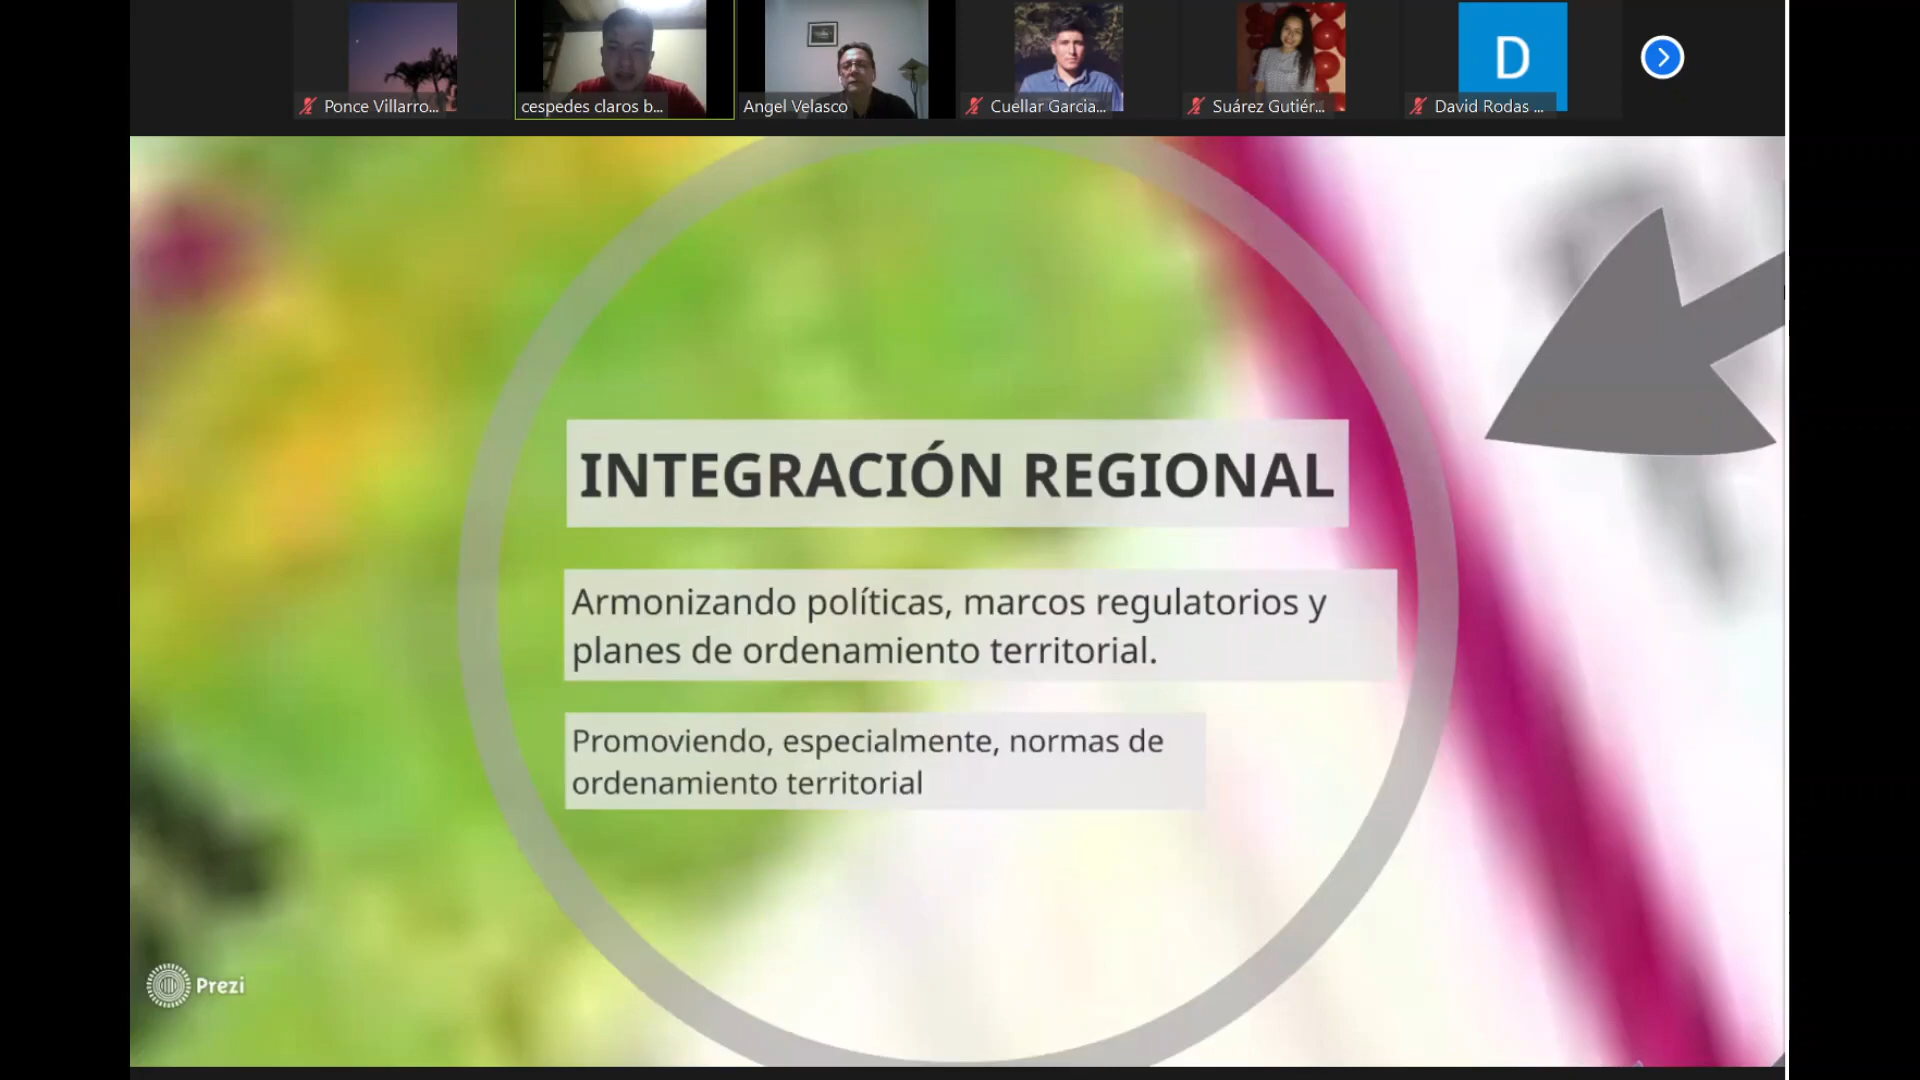 Ponce Villarro...
cespedes claros b...
Angel Velasco
Cuellar Garcia...
Suárez Gutiér...
D
David Rodas ...
INTEGRACIÓN REGIONAL
Armonizando políticas, marcos regulatorios y
planes de ordenamiento territorial.
Promoviendo, especialmente, normas de
ordenamiento territorial
Prezi